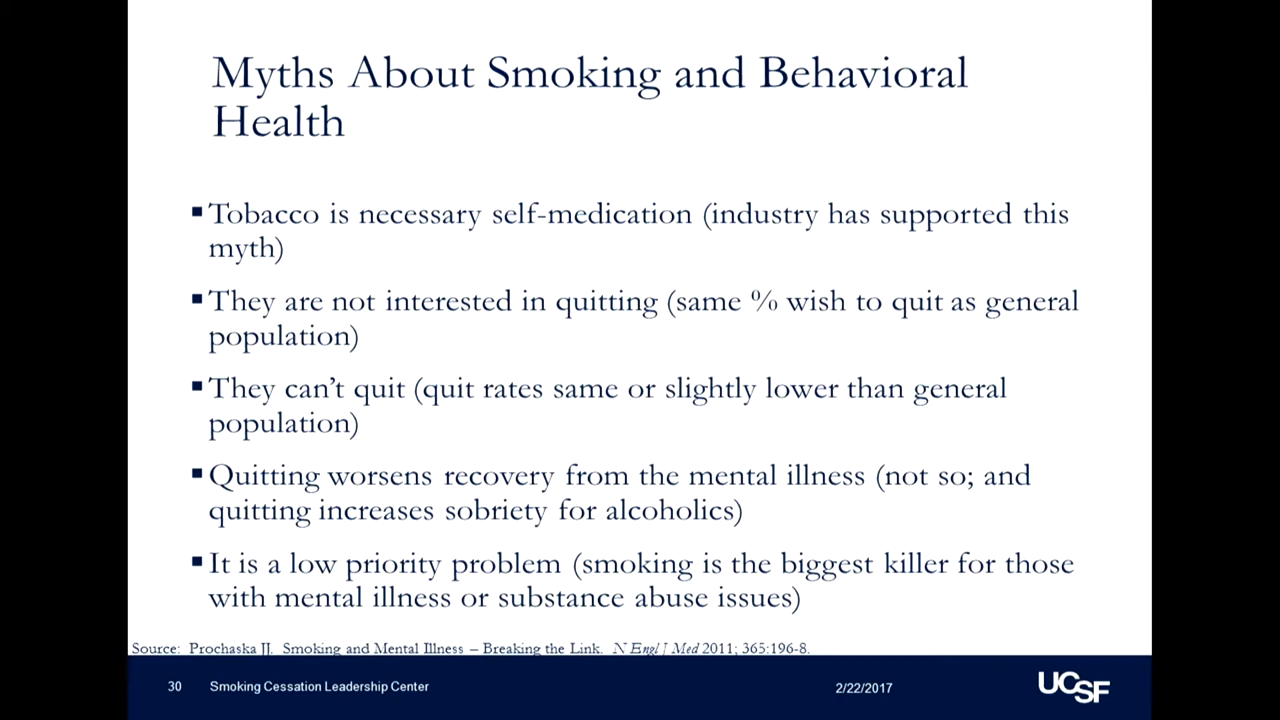 Myths About Smoking and Behavioral
Health
▪Tobacco is necessary self-medication (industry has supported this
myth)
▪They are not interested in quitting (same % wish to quit as general
population)
▪They can’t quit (quit rates same or slightly lower than general
population)
▪Quitting worsens recovery from the mental illness (not so; and
quitting increases sobriety for alcoholics)
▪It is a low priority problem (smoking is the biggest killer for those
with mental illness or substance abuse issues)
Source: Prochaska JJ. Smoking and Mental Illness – Breaking the Link. N Engl J Med 2011; 365:196-8.
30 Smoking Cessation Leadership Center 2/22/2017 UCSF